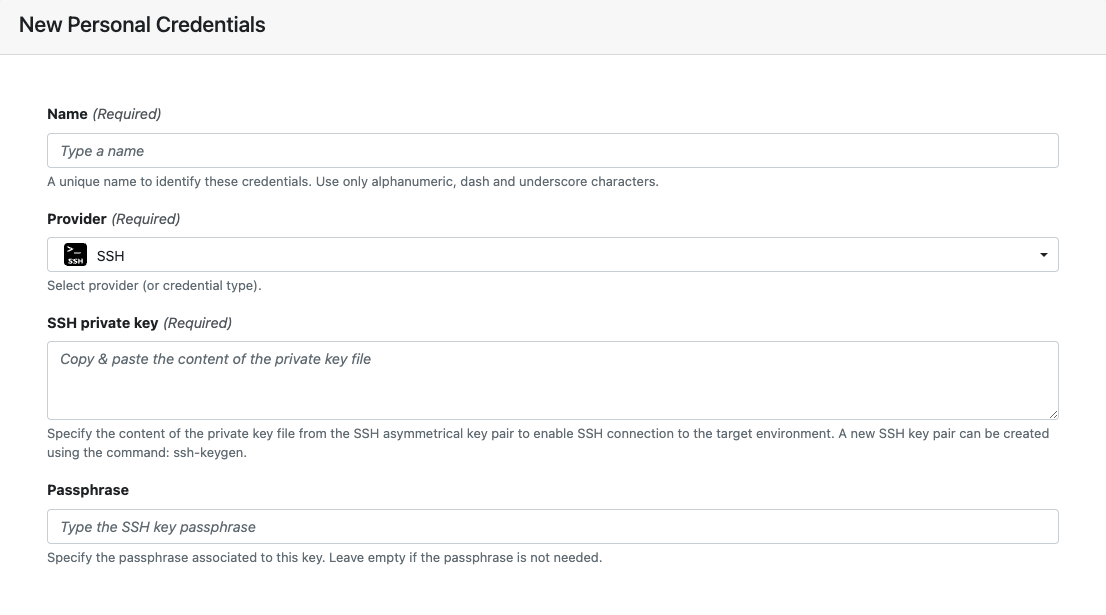 New Personal Credentials
Name (Required)
Type a name
A unique name to identify these credentials. Use only alphanumeric, dash and underscore characters.
Provider (Required)
>_
SSH
SSH
Select provider (or credential type).
SSH private key (Required)
Copy & paste the content of the private key file
Specify the content of the private key file from the SSH asymmetrical key pair to enable SSH connection to the target environment. A new SSH key pair can be created
using the command: ssh-keygen.
Passphrase
Type the SSH key passphrase
Specify the passphrase associated to this key. Leave empty if the passphrase is not needed.